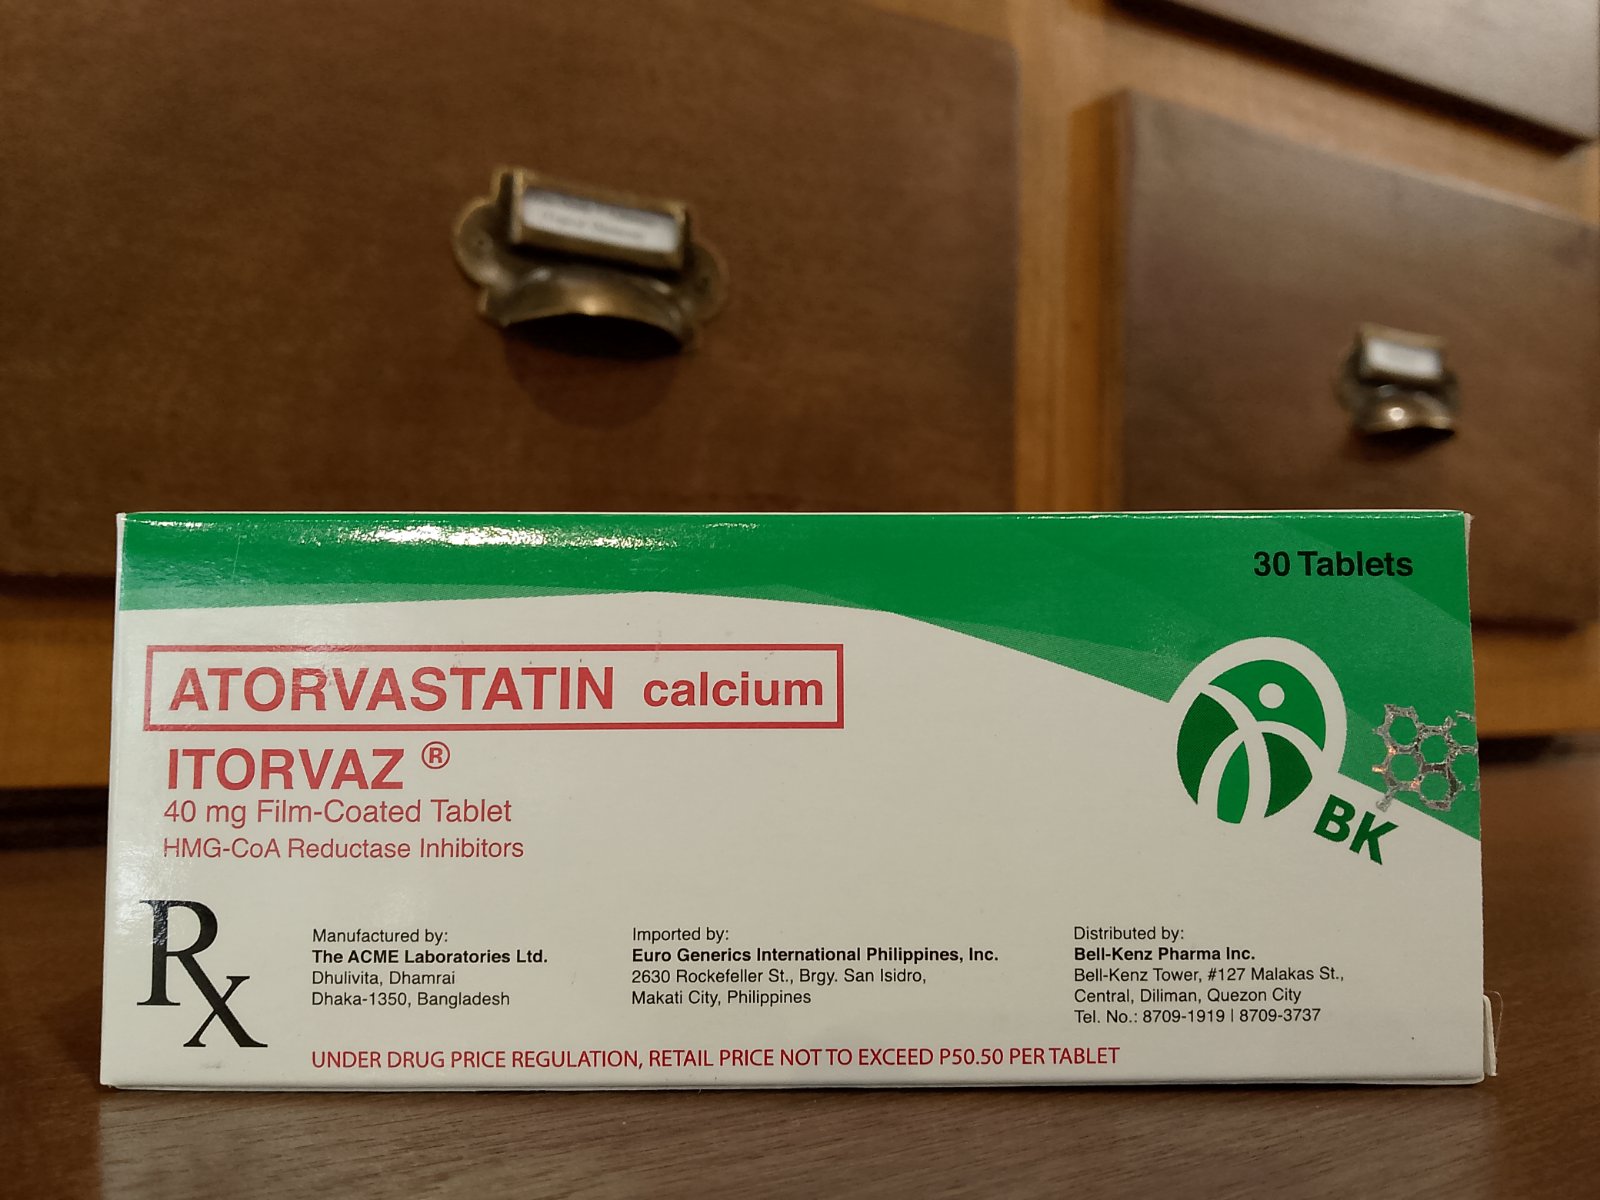 30 Tablets
ATORVASTATIN calcium
ITORVAZ ®
40 mg Film-Coated Tablet
HMG-CoA Reductase Inhibitors
BK
Rx
Manufactured by:
The ACME Laboratories Ltd.
Dhulivita, Dhamrai
Dhaka-1350, Bangladesh
Imported by:
Euro Generics International Philippines, Inc.
2630 Rockefeller St., Brgy. San Isidro,
Makati City, Philippines
Distributed by:
Bell-Kenz Pharma Inc.
Bell-Kenz Tower, #127 Malakas St.,
Central, Diliman, Quezon City
Tel. No.: 8709-1919 | 8709-3737
UNDER DRUG PRICE REGULATION, RETAIL PRICE NOT TO EXCEED P50.50 PER TABLET